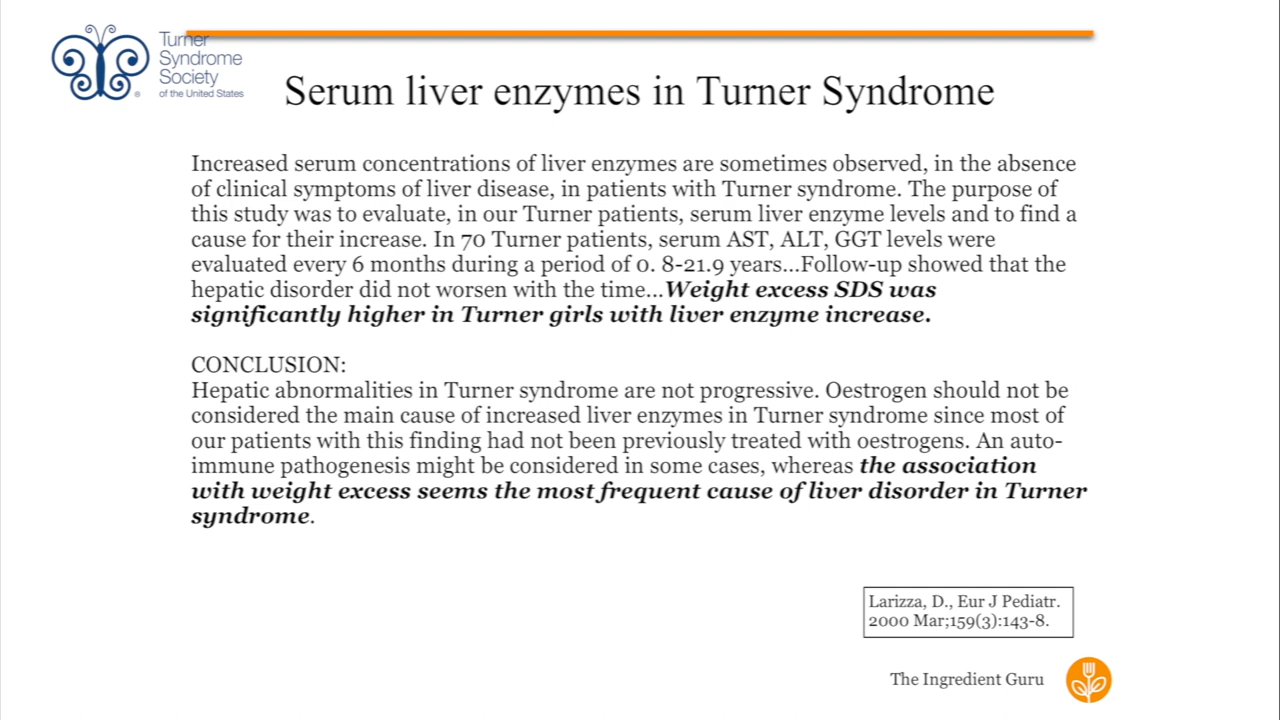 Turner
Syndrome
Society
of the United States
Serum liver enzymes in Turner Syndrome
Increased serum concentrations of liver enzymes are sometimes observed, in the absence
of clinical symptoms of liver disease, in patients with Turner syndrome. The purpose of
this study was to evaluate, in our Turner patients, serum liver enzyme levels and to find a
cause for their increase. In 70 Turner patients, serum AST, ALT, GGT levels were
evaluated every 6 months during a period of 0. 8-21.9 years...Follow-up showed that the
hepatic disorder did not worsen with the time...Weight excess SDS was
significantly higher in Turner girls with liver enzyme increase.
CONCLUSION:
Hepatic abnormalities in Turner syndrome are not progressive. Oestrogen should not be
considered the main cause of increased liver enzymes in Turner syndrome since most of
our patients with this finding had not been previously treated with oestrogens. An auto-
immune pathogenesis might be considered in some cases, whereas the association
with weight excess seems the most frequent cause of liver disorder in Turner
syndrome.
Larizza, D., Eur J Pediatr.
2000 Mar;159(3):143-8.
The Ingredient Guru